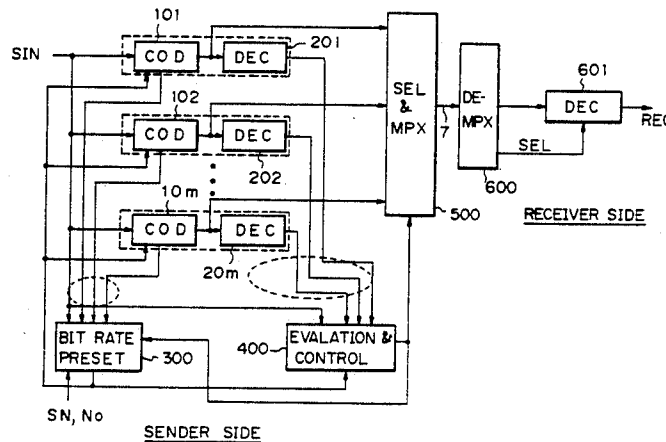 101
SIN
COD
DEC
201
102
COD
DEC
202
10m
COD
DEC
20m
SEL
&
MPX
500
7
DE-
MPX
600
SEL
601
DEC
REC
RECEIVER SIDE
BIT RATE
PRESET
300
400
EVALATION &
CONTROL
SN, No
SENDER SIDE